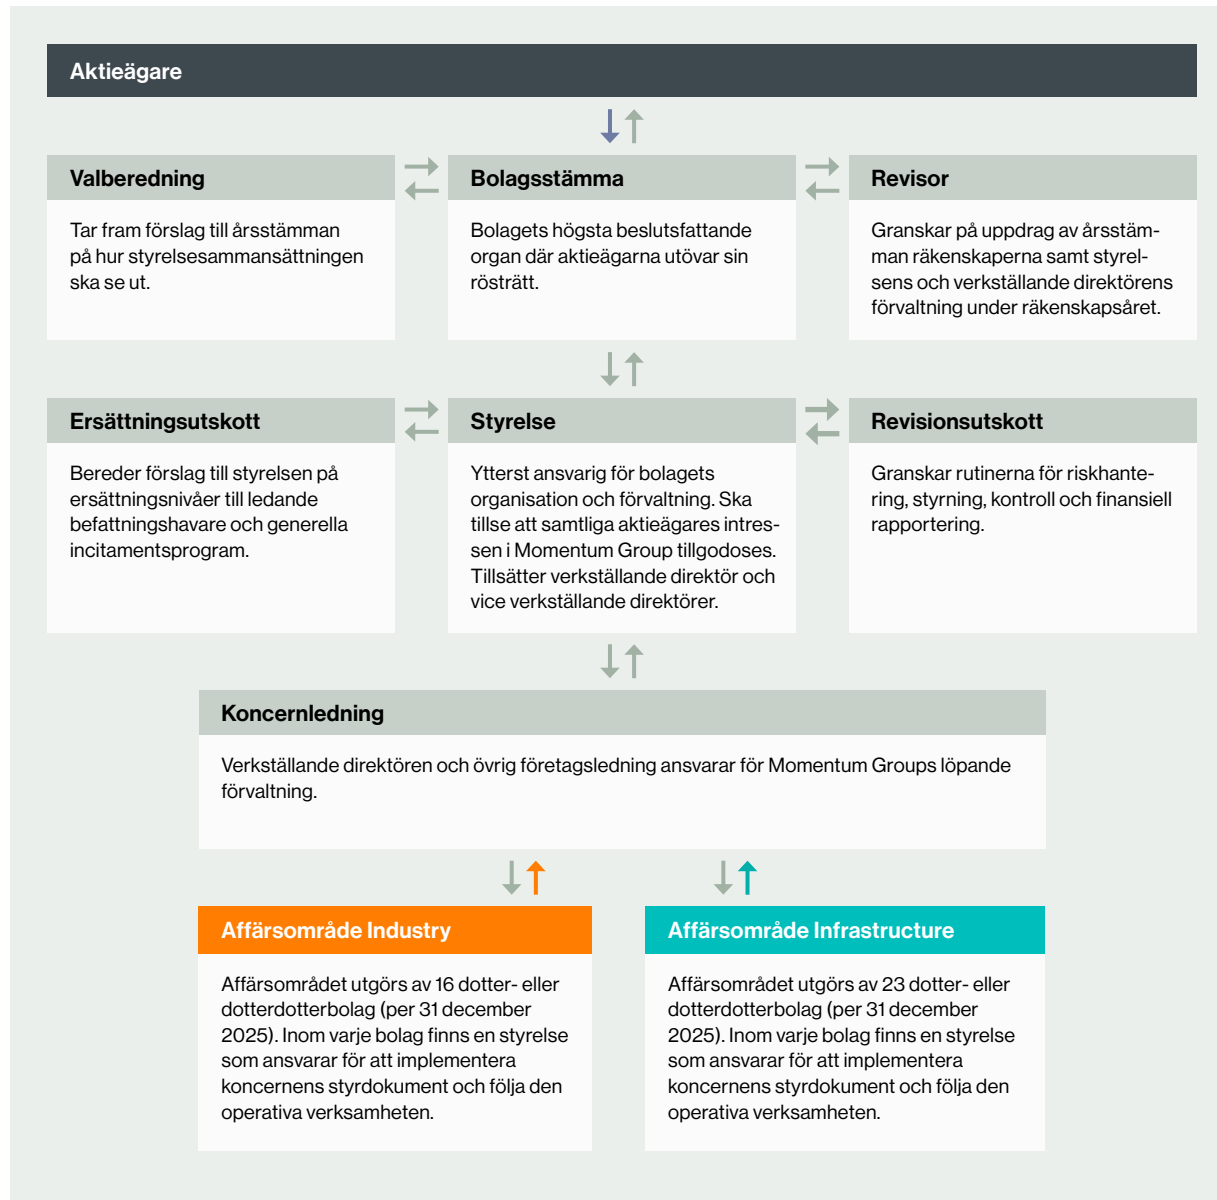 Aktieägare
Valberedning
Tar fram förslag till årsstämman
på hur styrelsesammansättningen
ska se ut.
Bolagsstämma
Bolagets högsta beslutsfattande
organ där aktieägarna utövar sin
rösträtt.
Revisor
Granskar på uppdrag av årsstäm-
man räkenskaperna samt styrel-
sens och verkställande direktörens
förvaltning under räkenskapsåret.
Ersättningsutskott
Bereder förslag till styrelsen på
ersättningsnivåer till ledande
befattningshavare och generella
incitamentsprogram.
Styrelse
Ytterst ansvarig för bolagets
organisation och förvaltning. Ska
tillse att samtliga aktieägares intres-
sen i Momentum Group tillgodoses.
Tillsätter verkställande direktör och
vice verkställande direktörer.
Revisionsutskott
Granskar rutinerna för riskhante-
ring, styrning, kontroll och finansiell
rapportering.
Koncernledning
Verkställande direktören och övrig företagsledning ansvarar för Momentum Groups löpande
förvaltning.
Affärsområde Industry
Affärsområdet utgörs av 16 dotter- eller
dotterdotterbolag (per 31 december
2025). Inom varje bolag finns en styrelse
som ansvarar för att implementera
koncernens styrdokument och följa den
operativa verksamheten.
Affärsområde Infrastructure
Affärsområdet utgörs av 23 dotter- eller
dotterdotterbolag (per 31 december
2025). Inom varje bolag finns en styrelse
som ansvarar för att implementera
koncernens styrdokument och följa den
operativa verksamheten.